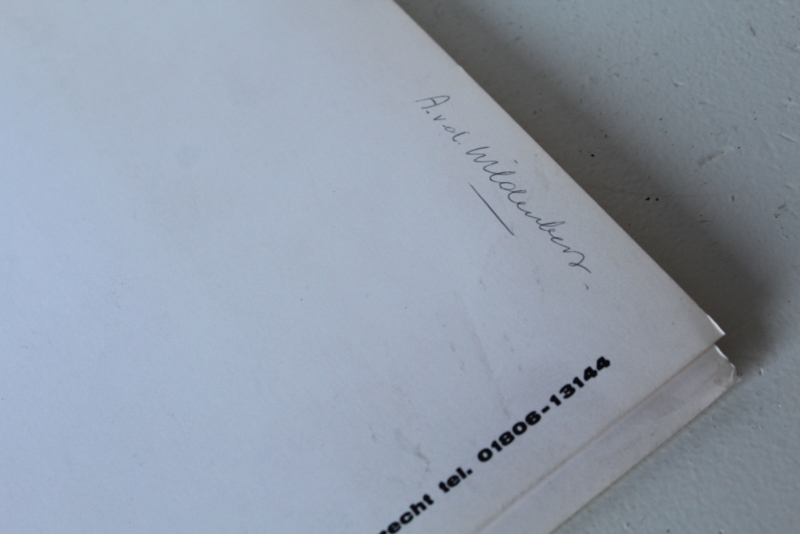 A. v. d. Wildenberg.
recht tel. 01806-13144